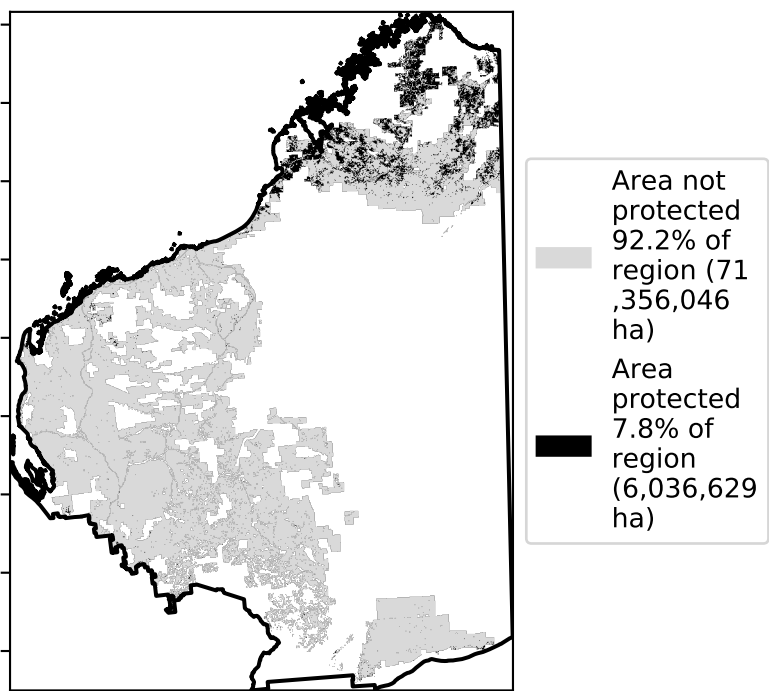 Area not
protected
92.2% of
region (71
,356,046
ha)
Area
protected
7.8% of
region
(6,036,629
ha)